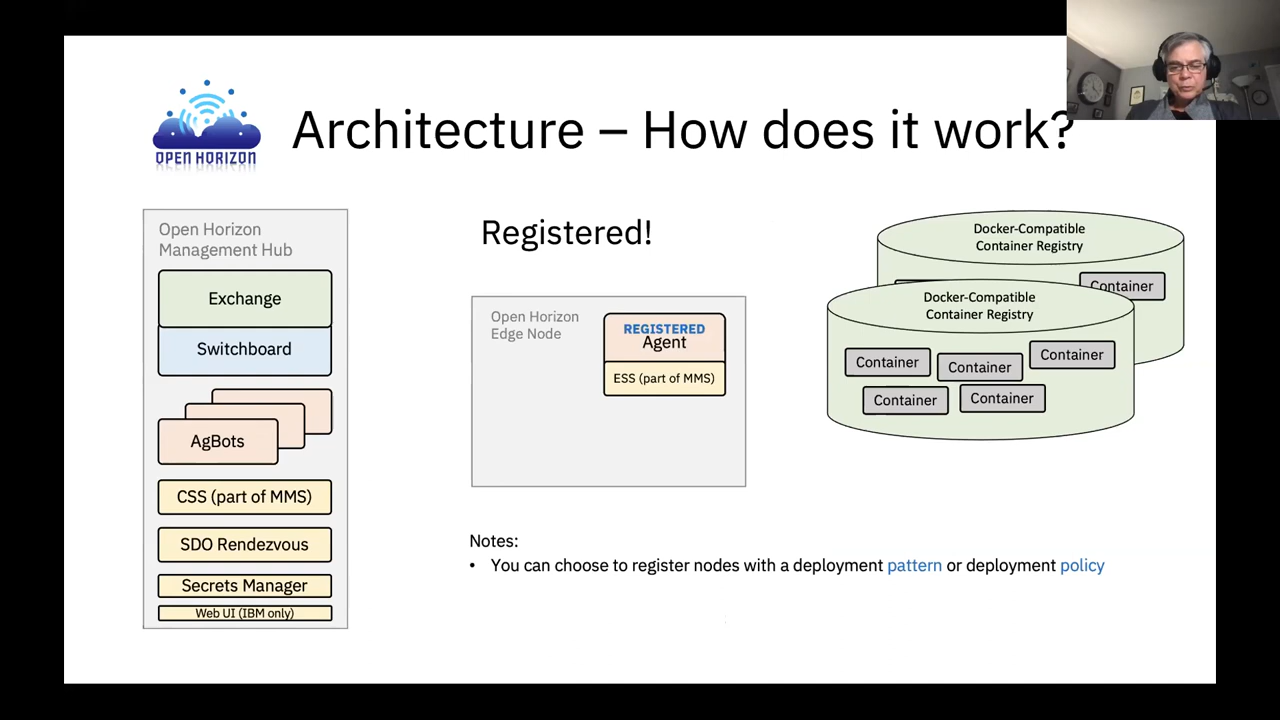 OPEN HORIZON
Architecture – How does it work?
Open Horizon
Management Hub
Exchange
Switchboard
AgBots
CSS (part of MMS)
SDO Rendezvous
Secrets Manager
Web UI (IBM only)
Registered!
Open Horizon
Edge Node
REGISTERED
Agent
ESS (part of MMS)
Docker-Compatible
Container Registry
Container
Docker-Compatible
Container Registry
Container
Container
Container
Container
Container
Notes:
• You can choose to register nodes with a deployment pattern or deployment policy